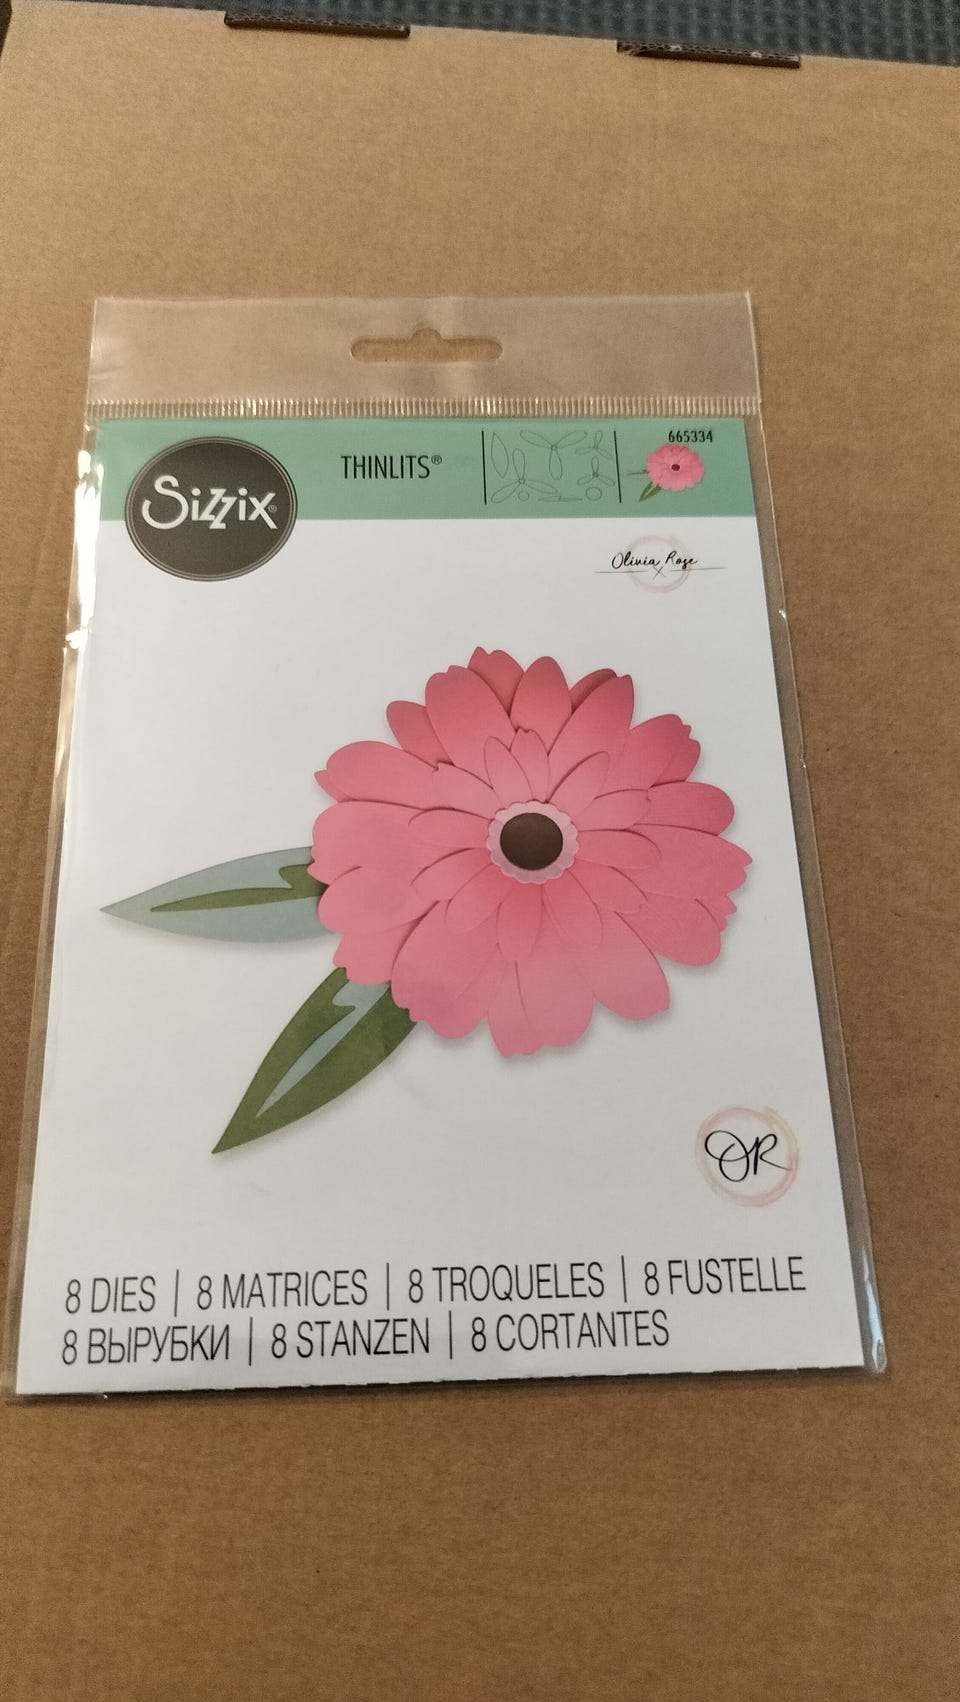 Sizzix®
THINLITS®
665334
Olivia Rose
OR
8 DIES | 8 MATRICES | 8 TROQUELES | 8 FUSTELLE
8 ВЫРУБКИ | 8 STANZEN | 8 CORTANTES